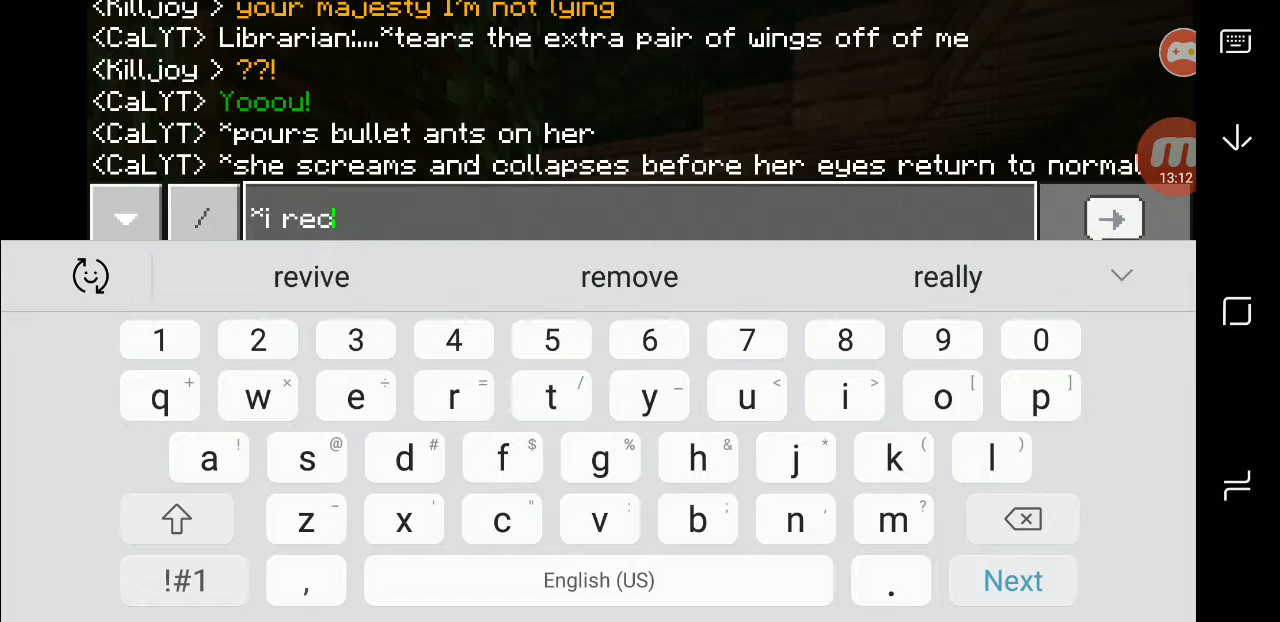 <Killjoy > your majesty I'm not lying
<CaLYT> Librarian:...*tears the extra pair of wings off of me
<Killjoy > ??!
<CaLYT> Yooou!
<CaLYT> *pours bullet ants on her
<CaLYT> *she screams and collapses before her eyes return to normal
13:12
/ *i rec
revive remove really
1 2 3 4 5 6 7 8 9 0
q + w × e ÷ r = t / y _ u < i > o [ p ]
a ! s @ d # f $ g % h & j * k ( l )
z - x ' c " v : b ; n , m ?
!#1 , English (US) . Next